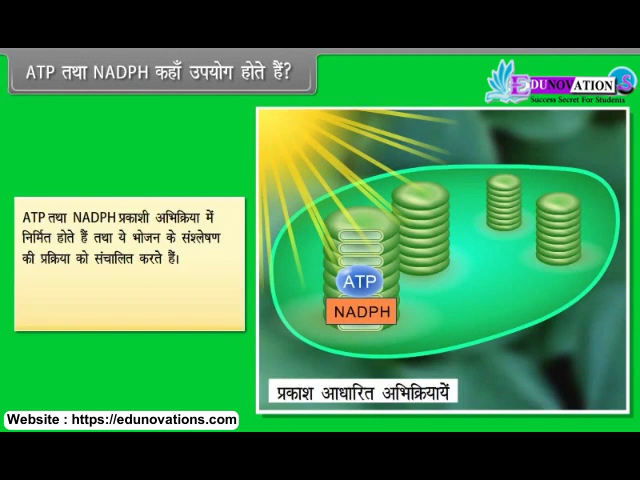 ATP तथा NADPH कहाँ उपयोग होते हैं?
EDUNOVATIONS
Success Secret For Students
ATP तथा NADPH प्रकाशी अभिक्रिया में
निर्मित होते हैं तथा ये भोजन के संश्लेषण
की प्रक्रिया को संचालित करते हैं।
ATP
NADPH
प्रकाश आधारित अभिक्रियायें
Website : https://edunovations.com